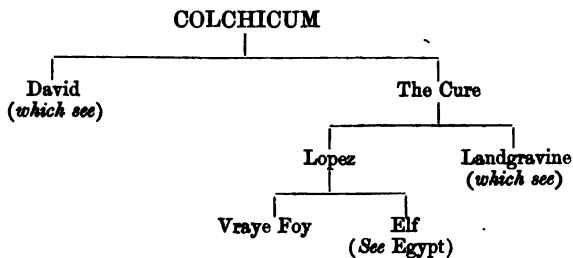 COLCHICUM
David The Cure
(which see)
Lopez Landgravine
(which see)
Vraye Foy Elf
(See Egypt)